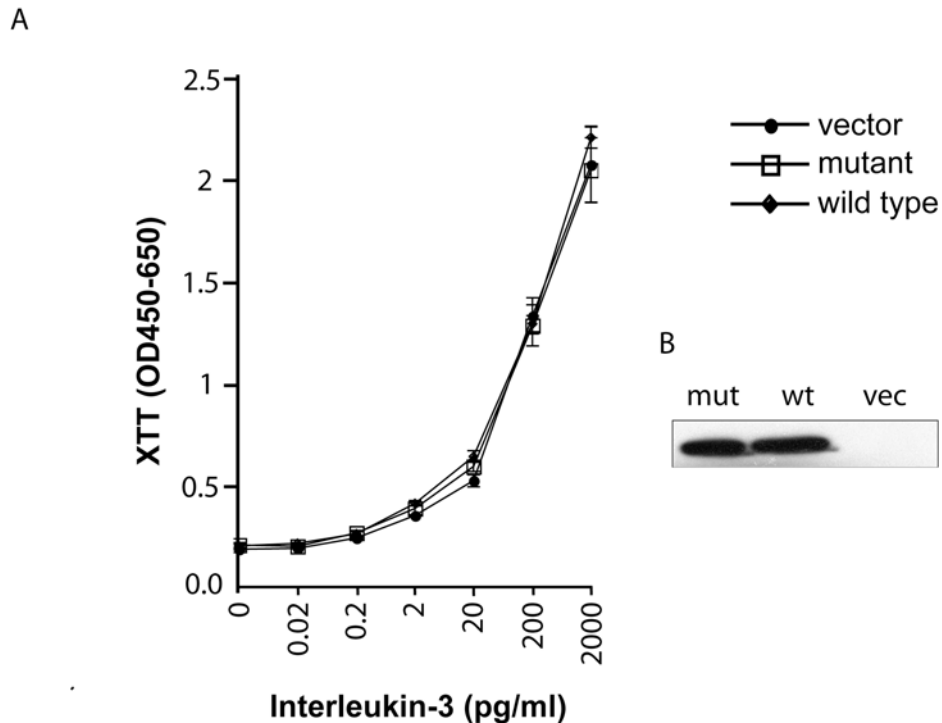 A
2.5
2
1.5
1
0.5
0.0
XTT (OD450-650)
0
0.02
0.2
2
20
200
2000
Interleukin-3 (pg/ml)
vector
mutant
wild type
B
mut wt vec